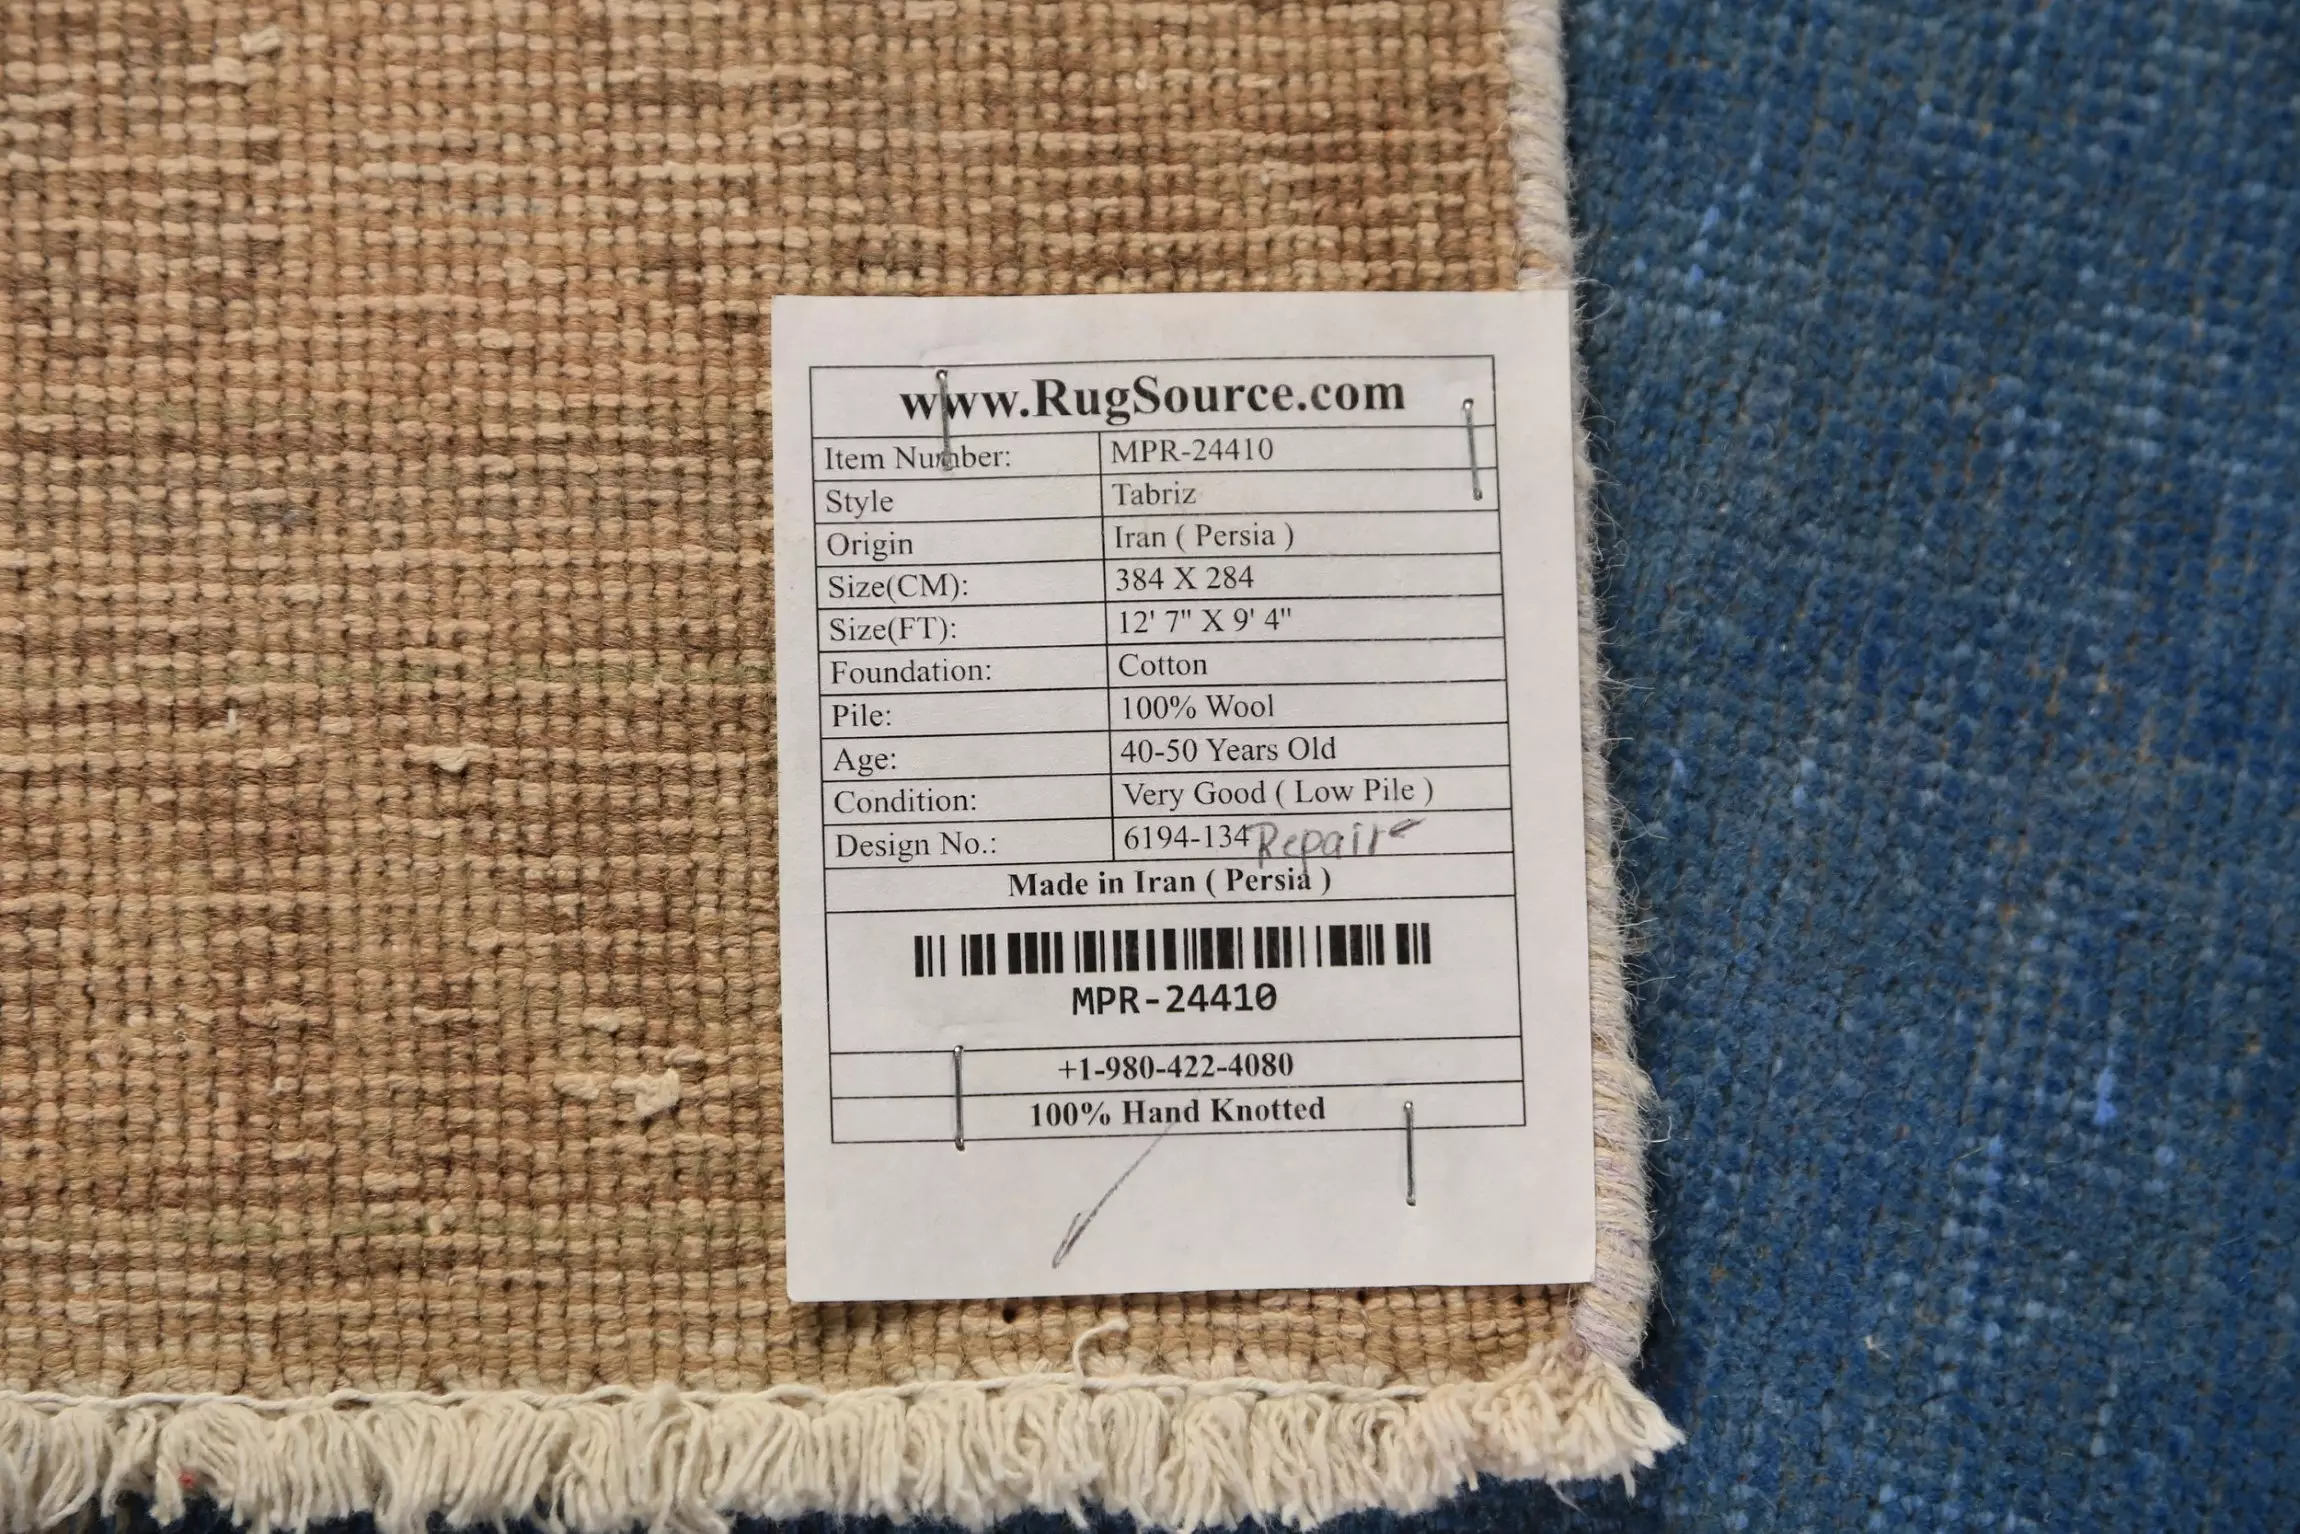 www.RugSource.com
Item Number: MPR-24410
Style Tabriz
Origin Iran ( Persia )
Size(CM): 384 X 284
Size(FT): 12' 7" X 9' 4"
Foundation: Cotton
Pile: 100% Wool
Age: 40-50 Years Old
Condition: Very Good ( Low Pile )
Design No.: 6194-134 Repair
Made in Iran ( Persia )
MPR-24410
+1-980-422-4080
100% Hand Knotted